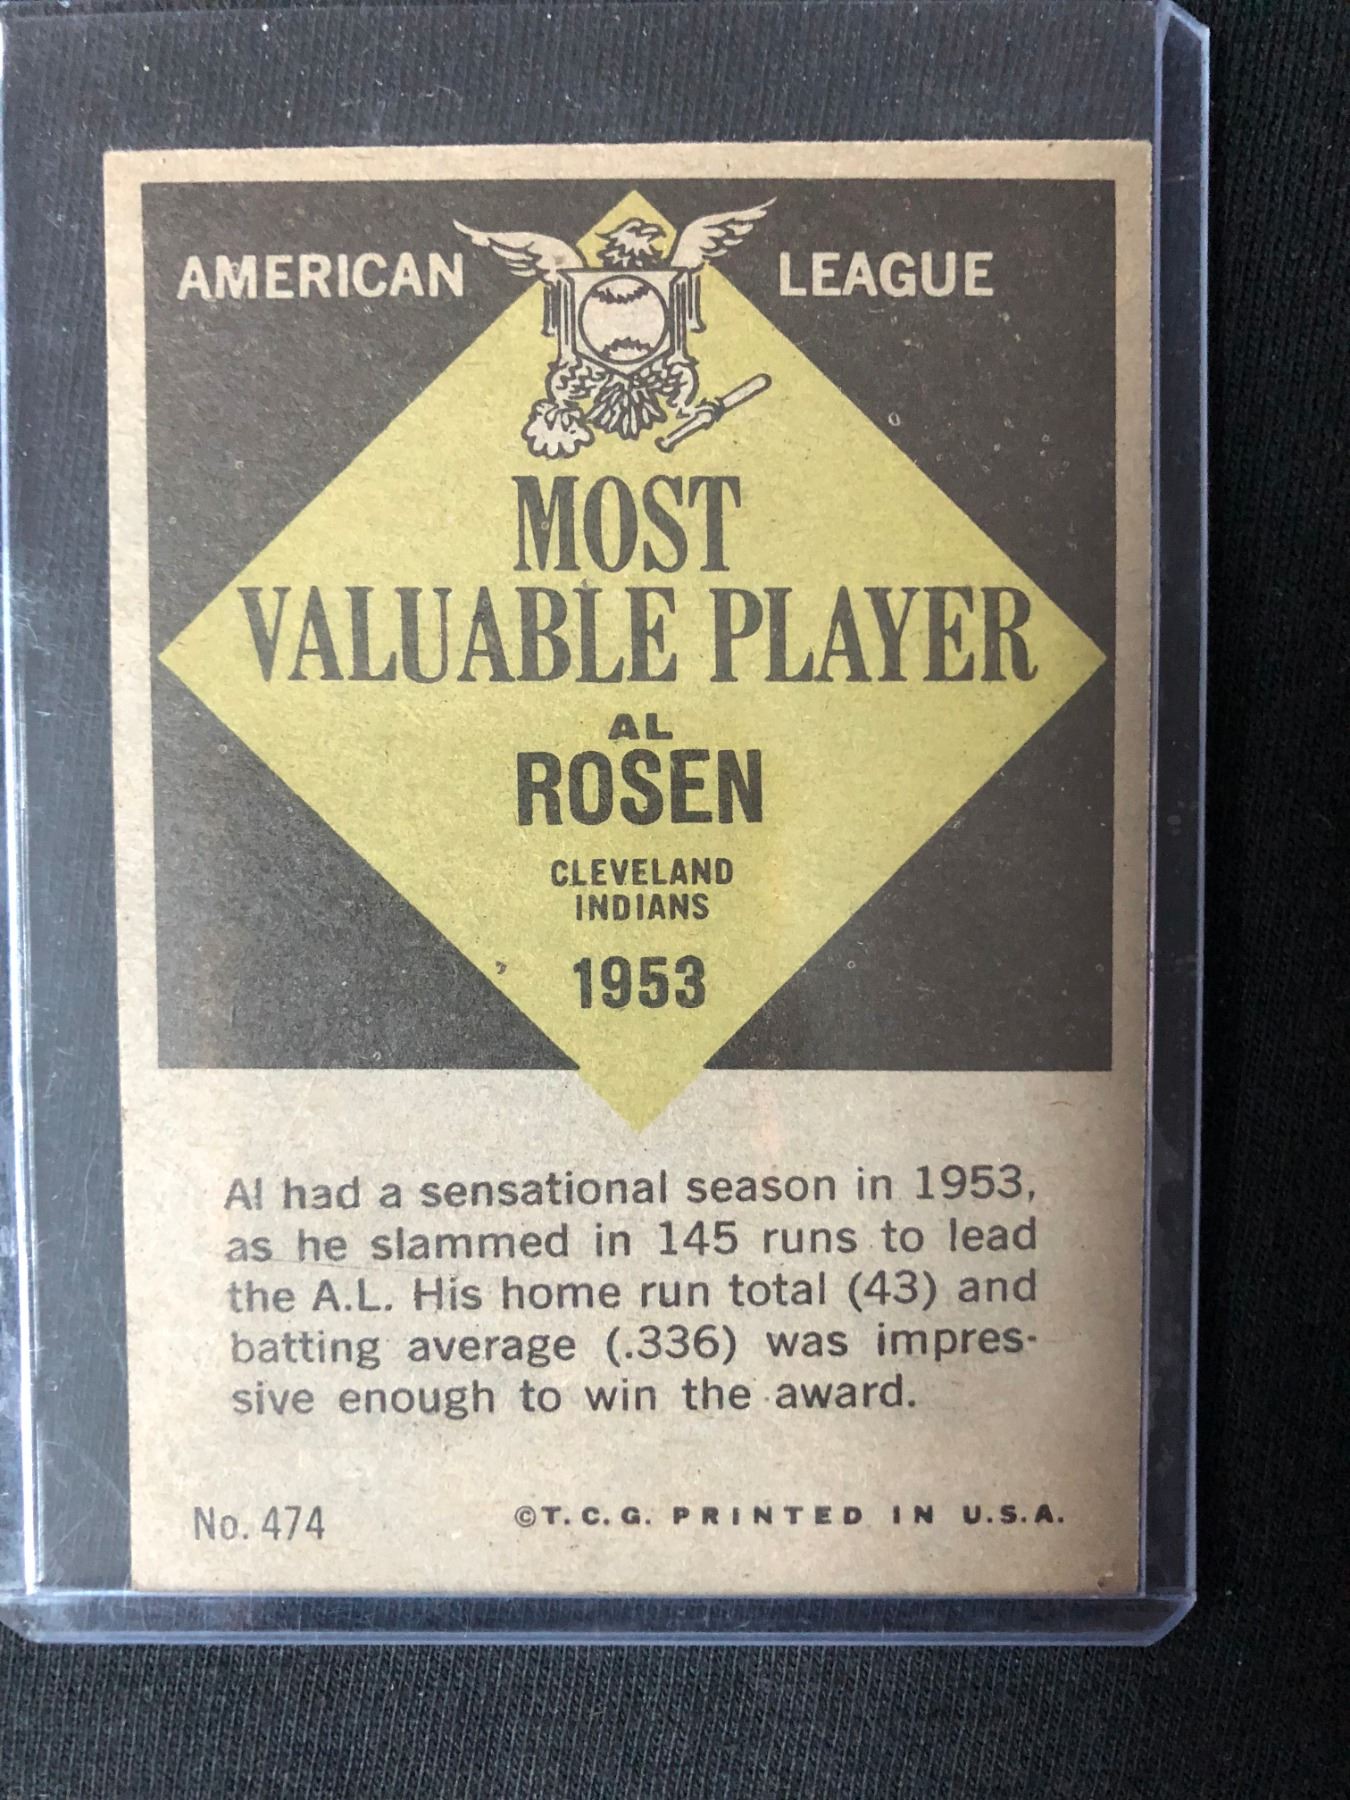 AMERICAN LEAGUE
MOST
VALUABLE PLAYER
AL
ROSEN
CLEVELAND
INDIANS
1953
Al had a sensational season in 1953,
as he slammed in 145 runs to lead
the A.L. His home run total (43) and
batting average (.336) was impres-
sive enough to win the award.
No. 474 ©T.C.G. PRINTED IN U.S.A.